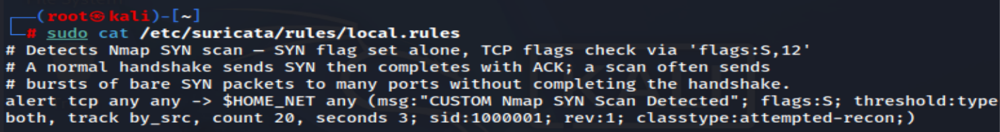 ┌──(root㉿kali)-[~]
└─# sudo cat /etc/suricata/rules/local.rules
# Detects Nmap SYN scan — SYN flag set alone, TCP flags check via 'flags:S,12'
# A normal handshake sends SYN then completes with ACK; a scan often sends
# bursts of bare SYN packets to many ports without completing the handshake.
alert tcp any any -> $HOME_NET any (msg:"CUSTOM Nmap SYN Scan Detected"; flags:S; threshold:type
both, track by_src, count 20, seconds 3; sid:1000001; rev:1; classtype:attempted-recon;)